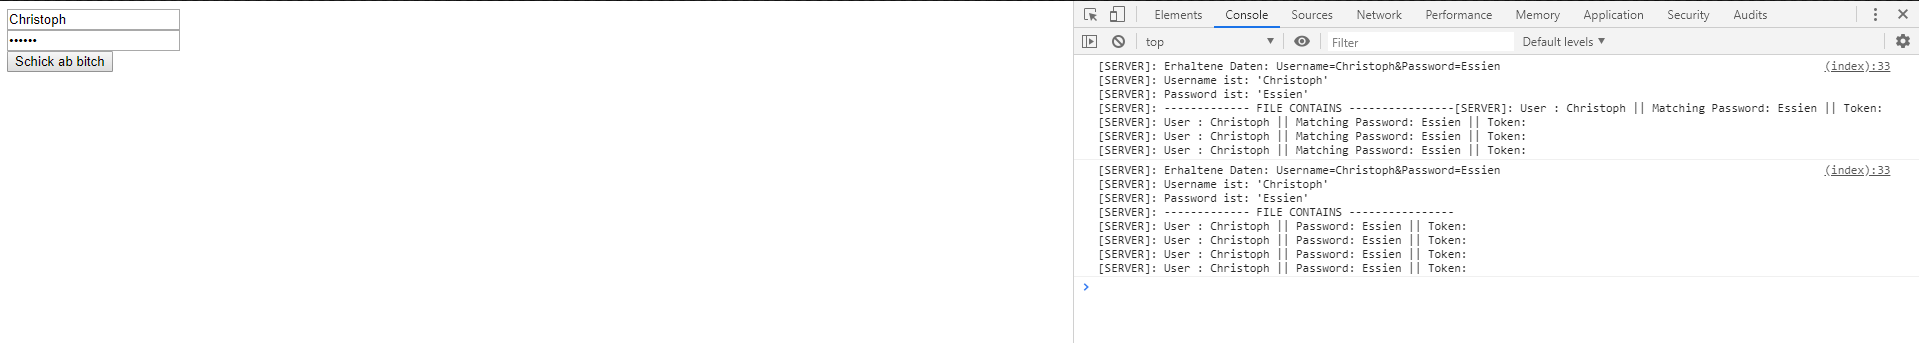 Christoph
••••••
Schick ab bitch
Elements Console Sources Network Performance Memory Application Security Audits
top Filter Default levels
[SERVER]: Erhaltene Daten: Username=Christoph&Password=Essien (index):33
[SERVER]: Username ist: 'Christoph'
[SERVER]: Password ist: 'Essien'
[SERVER]: ------------- FILE CONTAINS ----------------[SERVER]: User : Christoph || Matching Password: Essien || Token:
[SERVER]: User : Christoph || Matching Password: Essien || Token:
[SERVER]: User : Christoph || Matching Password: Essien || Token:
[SERVER]: User : Christoph || Matching Password: Essien || Token:
[SERVER]: Erhaltene Daten: Username=Christoph&Password=Essien (index):33
[SERVER]: Username ist: 'Christoph'
[SERVER]: Password ist: 'Essien'
[SERVER]: ------------- FILE CONTAINS ----------------
[SERVER]: User : Christoph || Password: Essien || Token:
[SERVER]: User : Christoph || Password: Essien || Token:
[SERVER]: User : Christoph || Password: Essien || Token:
[SERVER]: User : Christoph || Password: Essien || Token: